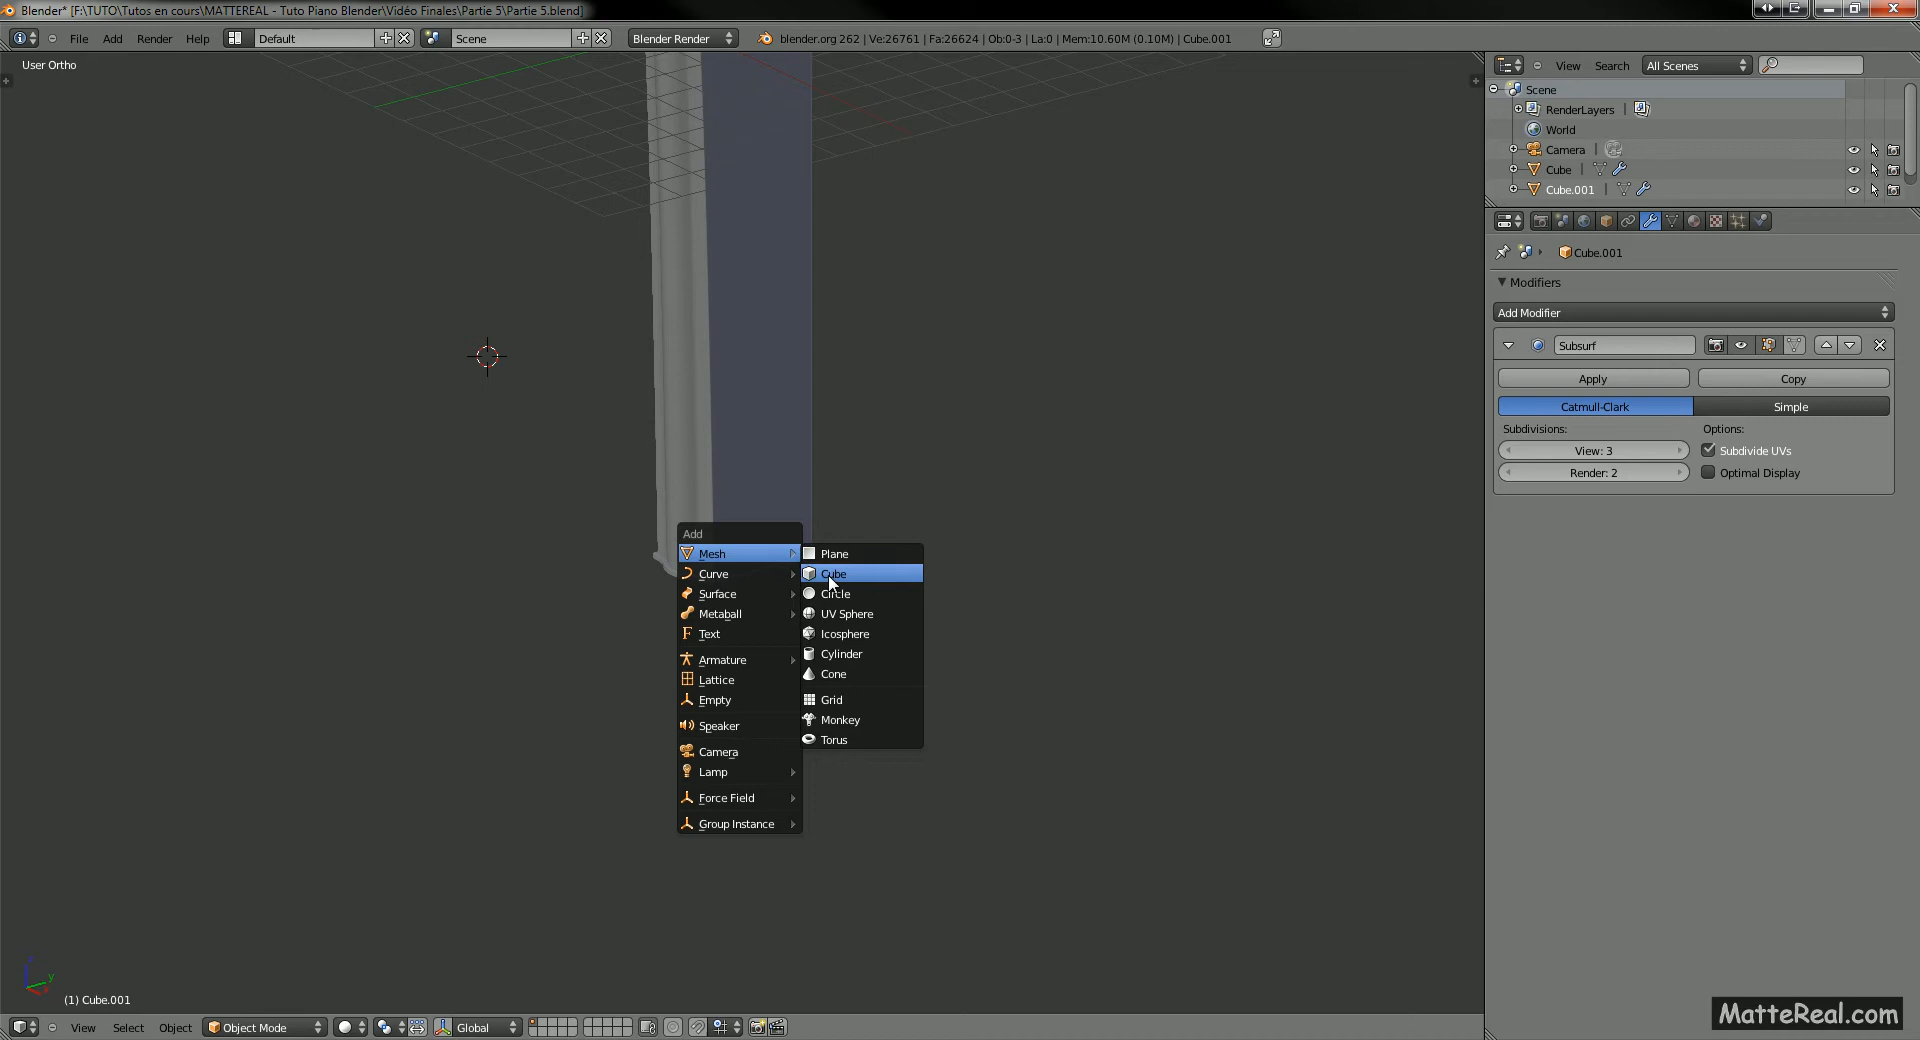 Blender* [F:\TUTO\Tutos en cours\MATTEREAL - Tuto Piano Blender\Vidéo Finales\Partie 5\Partie 5.blend]
File Add Render Help Default Scene Blender Render blender.org 262 | Ve:26761 | Fa:26624 | Ob:0-3 | La:0 | Mem:10.60M (0.10M) | Cube.001
User Ortho
View Search All Scenes
Scene
RenderLayers
World
Camera
Cube
Cube.001
Cube.001
Modifiers
Add Modifier
Subsurf
Apply Copy
Catmull-Clark Simple
Subdivisions: Options:
View: 3 Subdivide UVs
Render: 2 Optimal Display
Add
Mesh
Curve
Surface
Metaball
Text
Armature
Lattice
Empty
Speaker
Camera
Lamp
Force Field
Group Instance
Plane
Cube
Circle
UV Sphere
Icosphere
Cylinder
Cone
Grid
Monkey
Torus
y
(1) Cube.001
View Select Object Object Mode Global
MatteReal.com